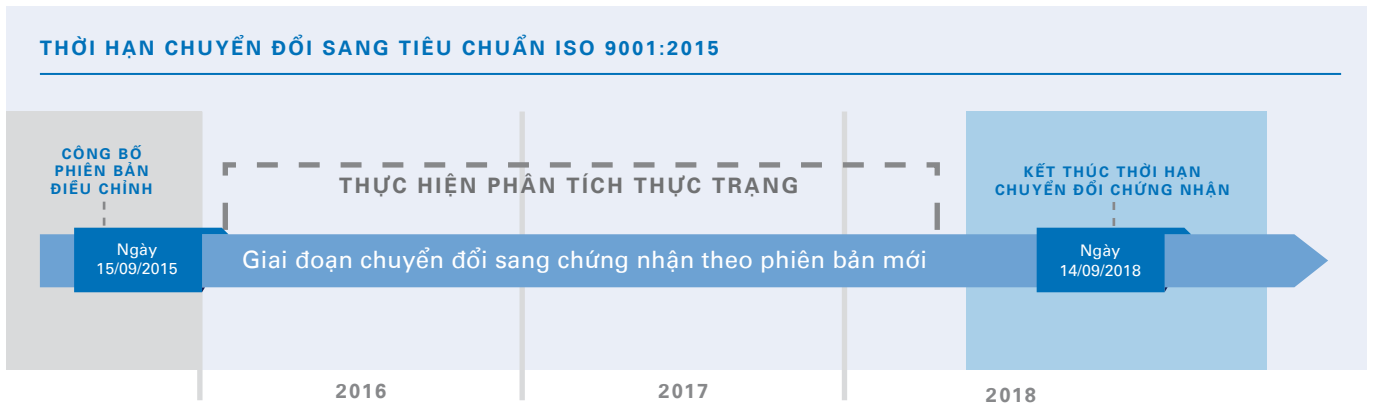 THỜI HẠN CHUYỂN ĐỔI SANG TIÊU CHUẨN ISO 9001:2015
CÔNG BỐ
PHIÊN BẢN
ĐIỀU CHỈNH
THỰC HIỆN PHÂN TÍCH THỰC TRẠNG
KẾT THÚC THỜI HẠN
CHUYỂN ĐỔI CHỨNG NHẬN
Ngày
15/09/2015
Giai đoạn chuyển đổi sang chứng nhận theo phiên bản mới
Ngày
14/09/2018
2016
2017
2018